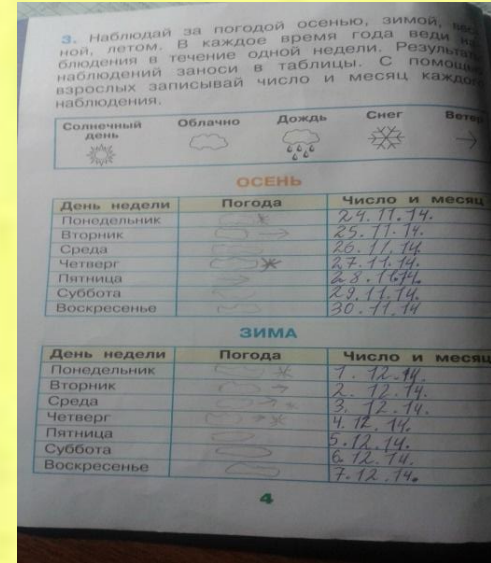 3. Наблюдай за погодой осенью, зимой, вес-
ной, летом. В каждое время года веди на-
блюдения в течение одной недели. Результаты
наблюдений заноси в таблицы. С помощью
взрослых записывай число и месяц каждого
наблюдения.
Солнечный день Облачно Дождь Снег Ветер
ОСЕНЬ
День недели Погода Число и месяц
Понедельник 24.11.14.
Вторник 25.11.14.
Среда 26.11.14
Четверг 27.11.14.
Пятница 28.11.14.
Суббота 29.11.14.
Воскресенье 30.11.14
ЗИМА
День недели Погода Число и месяц
Понедельник 1.12.14.
Вторник 2.12.14.
Среда 3.12.14.
Четверг 4.12.14.
Пятница 5.12.14.
Суббота 6.12.14.
Воскресенье 7.12.14.
4